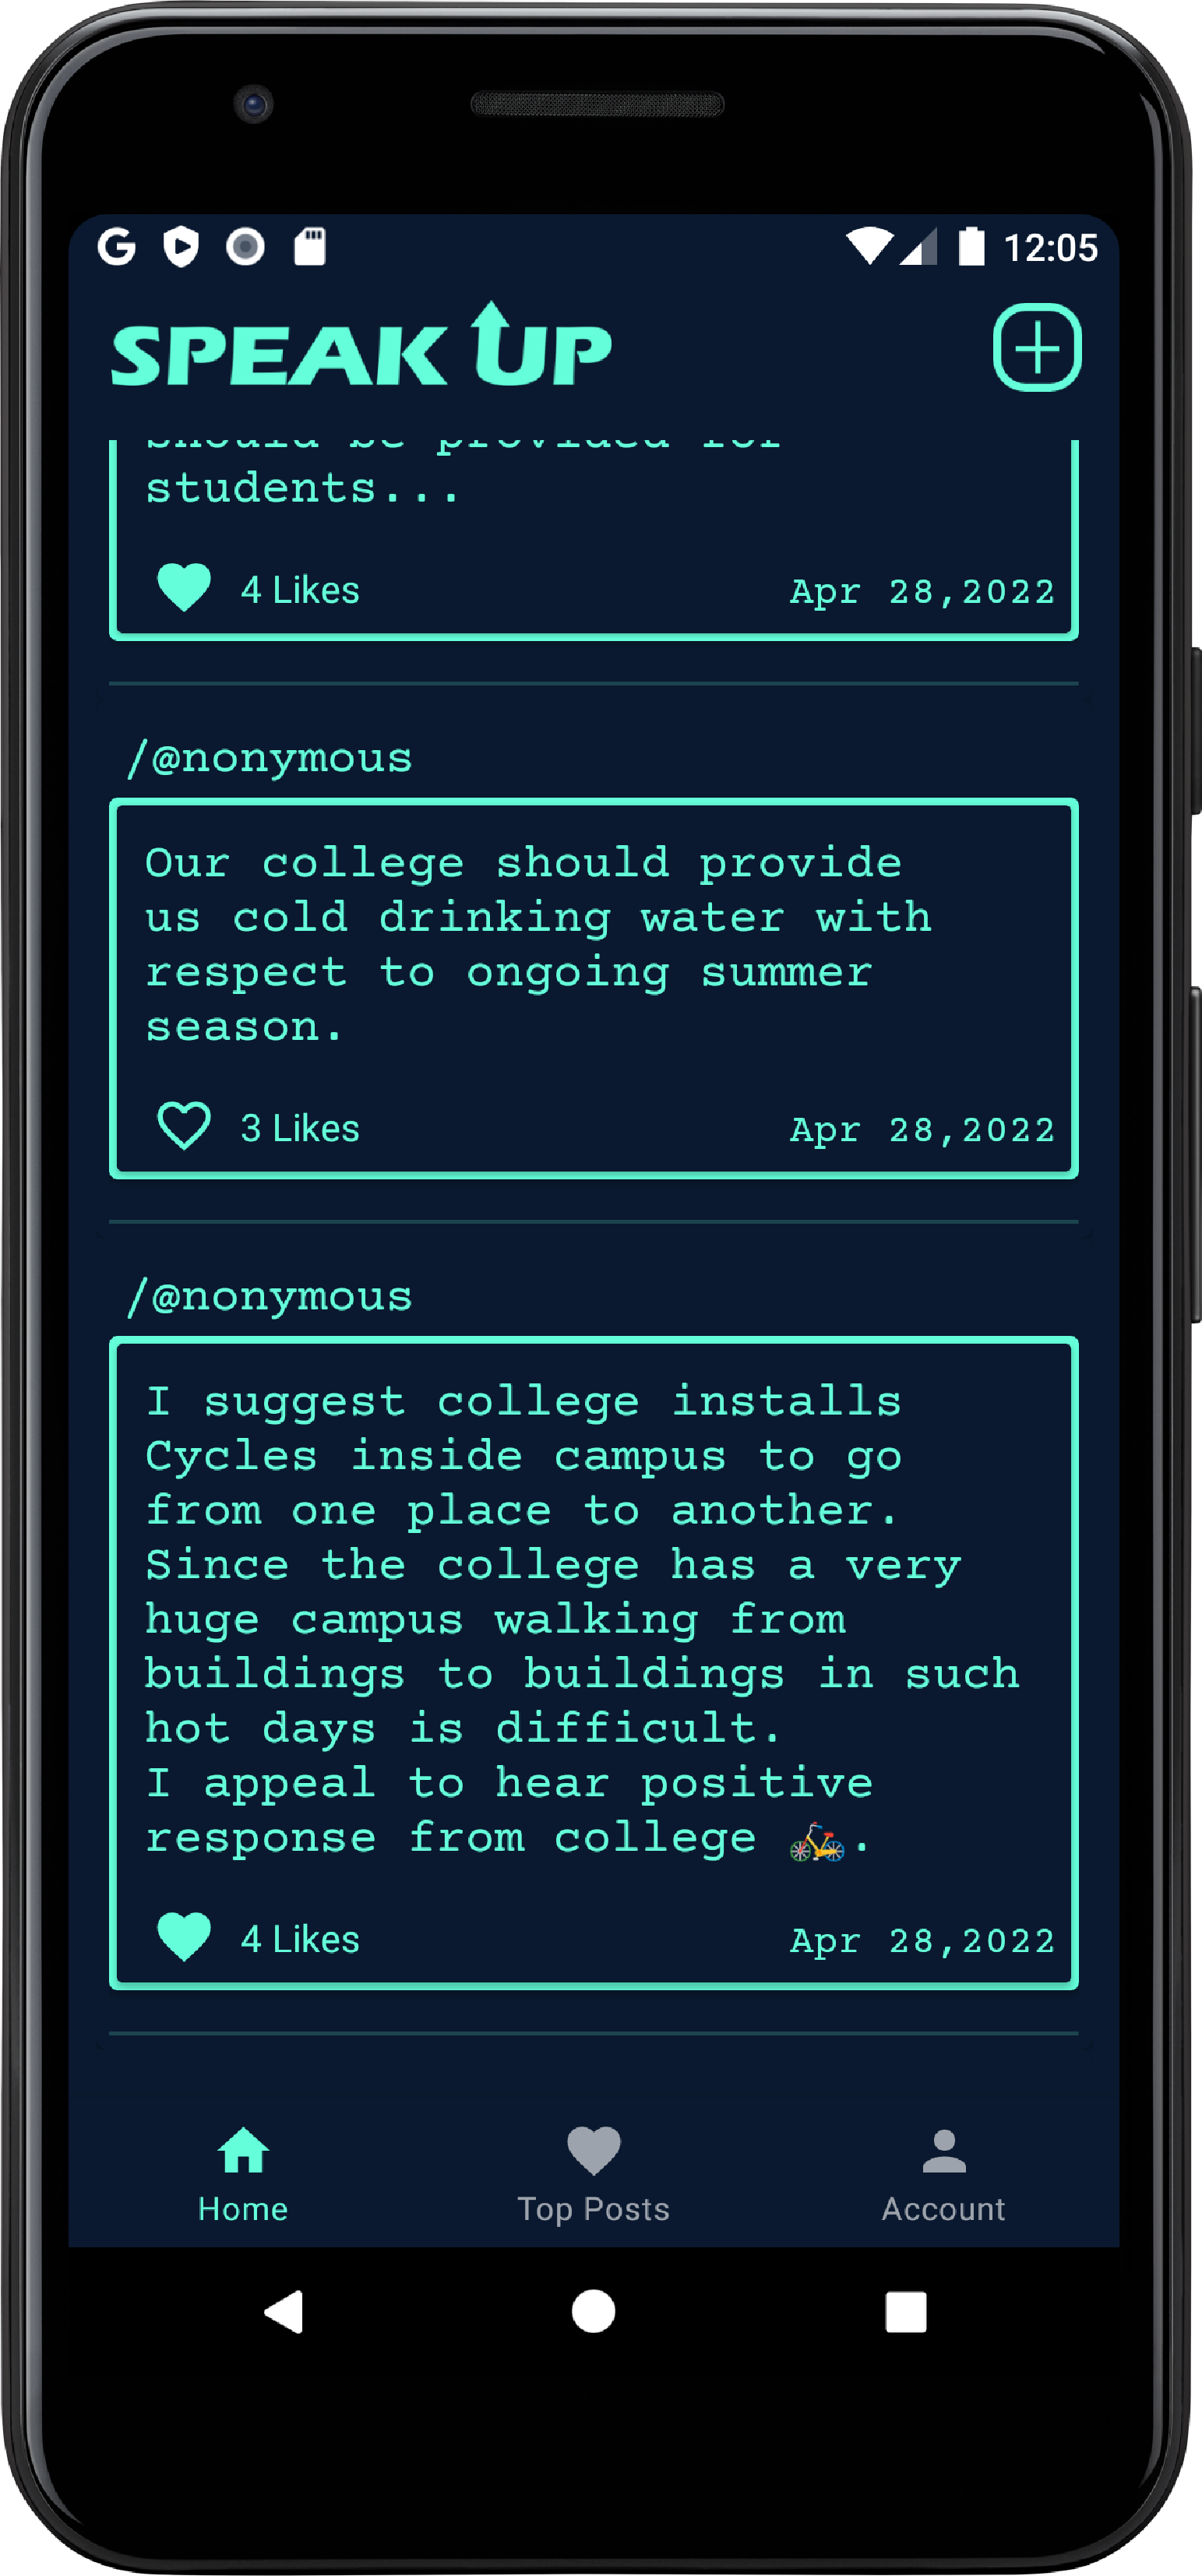 12:05
SPEAK UP
should be provided for
students...
4 Likes
Apr 28,2022
/@nonymous
Our college should provide
us cold drinking water with
respect to ongoing summer
season.
3 Likes
Apr 28,2022
/@nonymous
I suggest college installs
Cycles inside campus to go
from one place to another.
Since the college has a very
huge campus walking from
buildings to buildings in such
hot days is difficult.
I appeal to hear positive
response from college 🚲.
4 Likes
Apr 28,2022
Home
Top Posts
Account